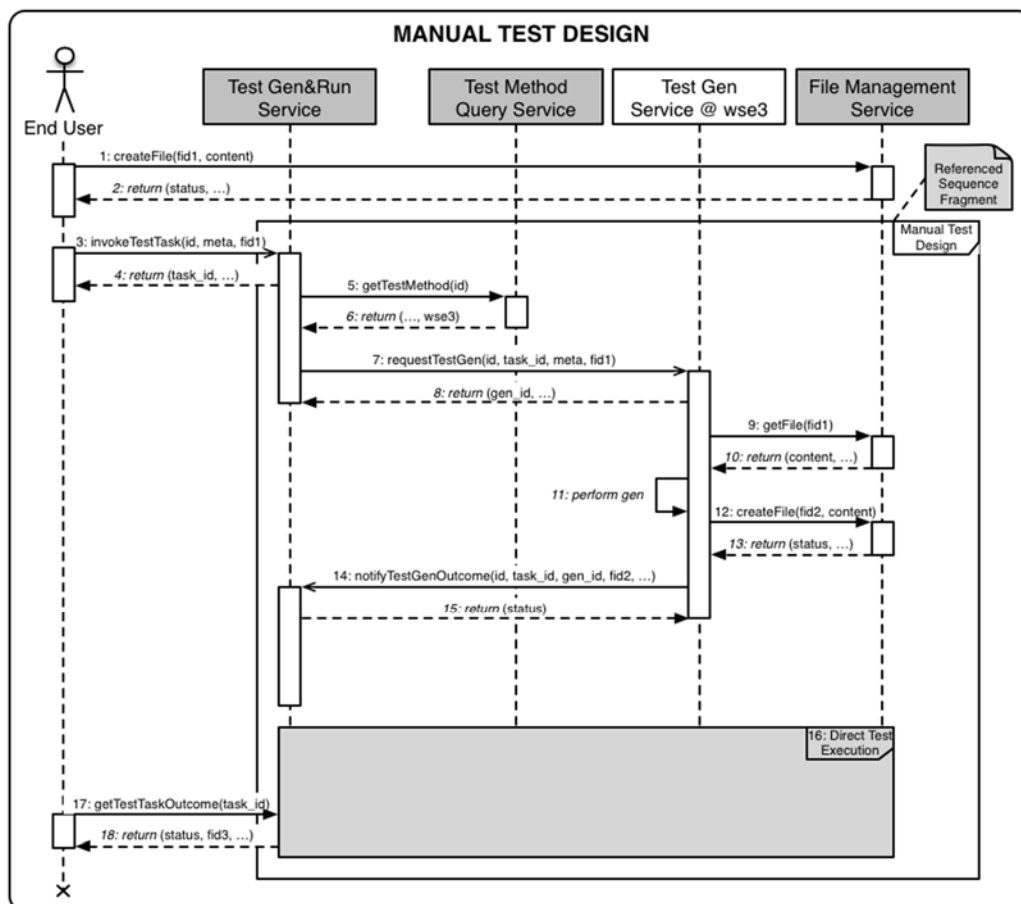 MANUAL TEST DESIGN
End User
Test Gen&Run
Service
Test Method
Query Service
Test Gen
Service @ wse3
File Management
Service
1: createFile(fid1, content)
2: return (status, …)
Referenced
Sequence
Fragment
Manual Test
Design
3: invokeTestTask(id, meta, fid1)
4: return (task_id, …)
5: getTestMethod(id)
6: return (…, wse3)
7: requestTestGen(id, task_id, meta, fid1)
8: return (gen_id, …)
9: getFile(fid1)
10: return (content, …)
11: perform gen
12: createFile(fid2, content)
13: return (status, …)
14: notifyTestGenOutcome(id, task_id, gen_id, fid2, …)
15: return (status)
16: Direct Test
Execution
17: getTestTaskOutcome(task_id)
18: return (status, fid3, …)